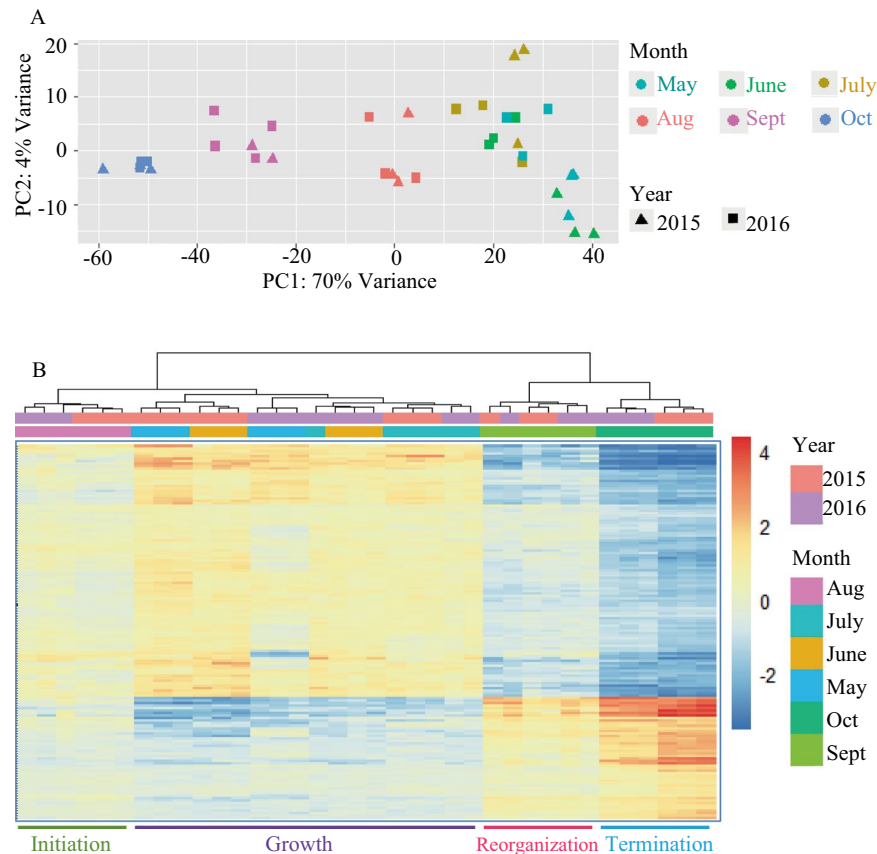 A
20
10
0
-10
PC2: 4% Variance
-60
-40
-20
0
20
40
PC1: 70% Variance
Month
May
June
July
Aug
Sept
Oct
Year
2015
2016
B
4
2
0
-2
Year
2015
2016
Month
Aug
July
June
May
Oct
Sept
Initiation
Growth
Reorganization
Termination